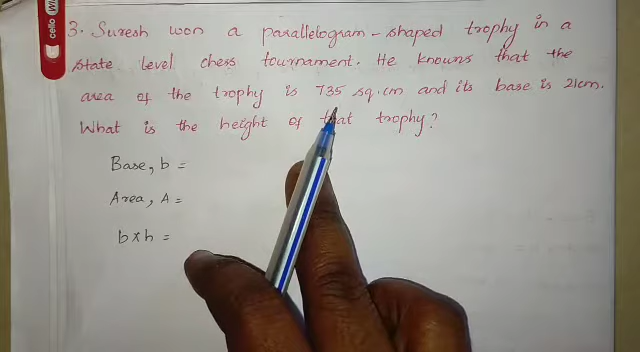 cello
3. Suresh won a parallelogram - shaped trophy in a
state level chess tournament. He knowns that the
area of the trophy is 735 sq.cm and its base is 21cm.
What is the height of that trophy?
Base, b =
Area, A =
b x h =